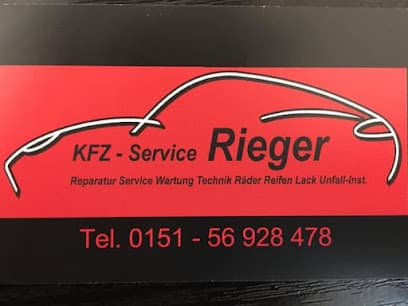 KFZ - Service Rieger
Reparatur Service Wartung Technik Räder Reifen Lack Unfall-Inst.
Tel. 0151 - 56 928 478